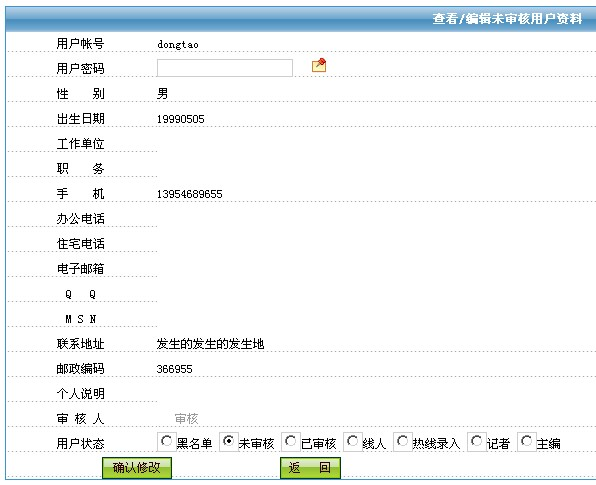 查看/编辑未审核用户资料
用户帐号 dongtao
用户密码
性 别 男
出生日期 19990505
工作单位
职 务
手 机 13954689655
办公电话
住宅电话
电子邮箱
Q Q
M S N
联系地址 发生的发生的发生地
邮政编码 366955
个人说明
审 核 人 审核
用户状态 黑名单 未审核 已审核 线人 热线录入 记者 主编
确认修改 返 回